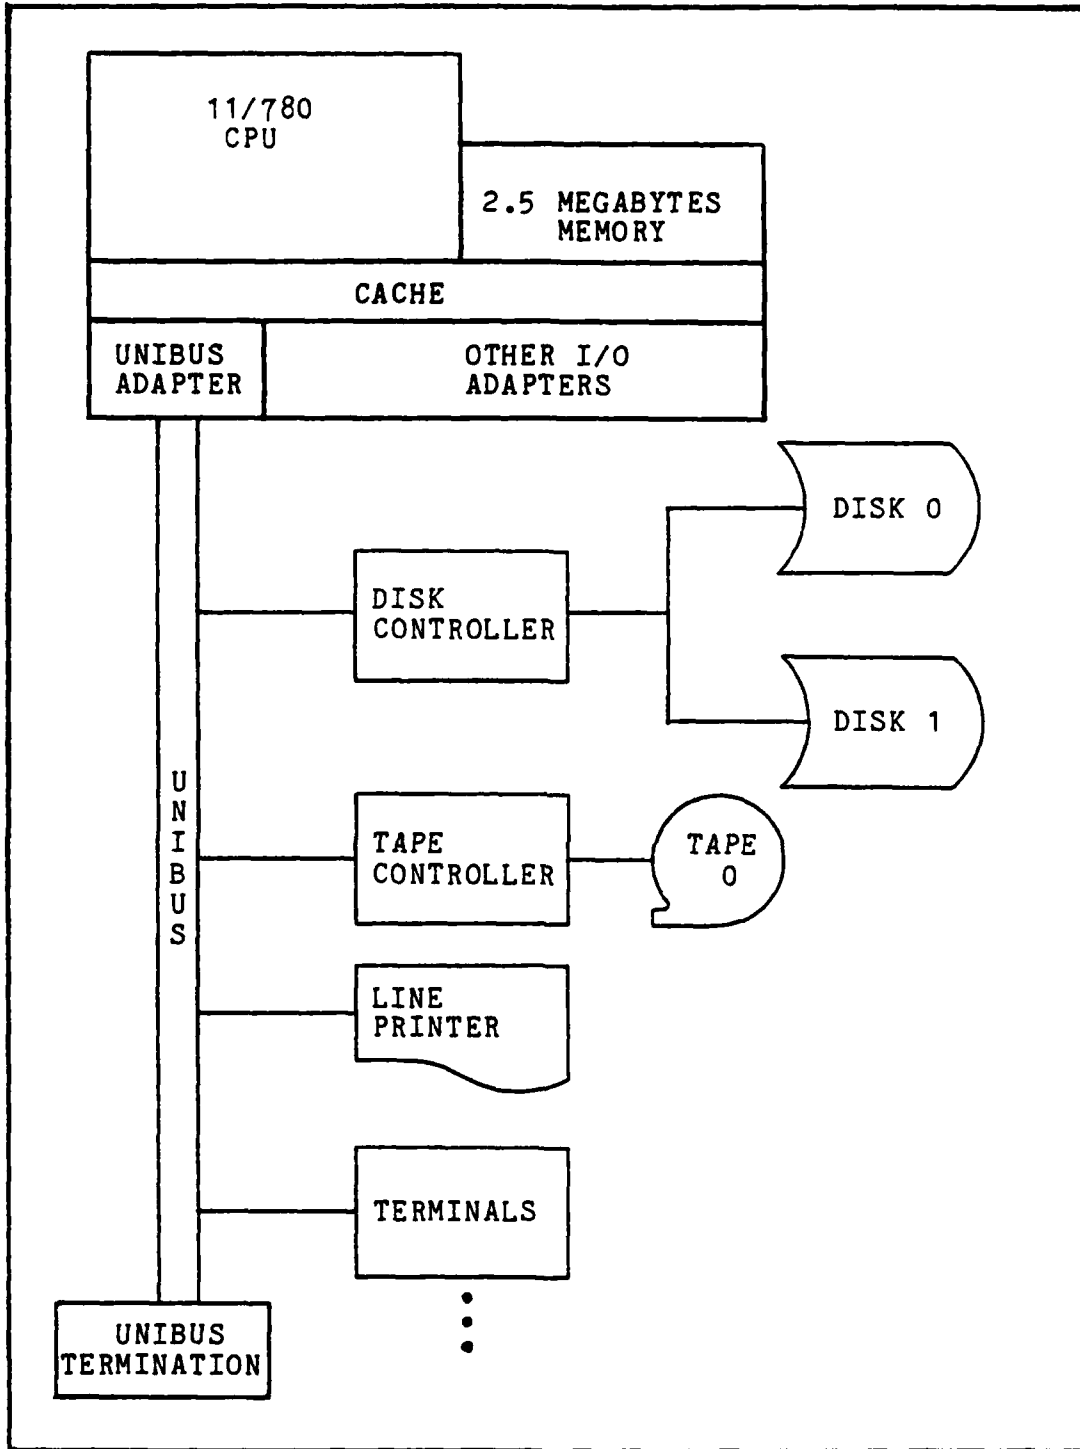 11/780
CPU
2.5 MEGABYTES
MEMORY
CACHE
UNIBUS
ADAPTER
OTHER I/O
ADAPTERS
DISK 0
DISK
CONTROLLER
DISK 1
UNIBUS
TAPE
CONTROLLER
TAPE
0
LINE
PRINTER
TERMINALS
UNIBUS
TERMINATION